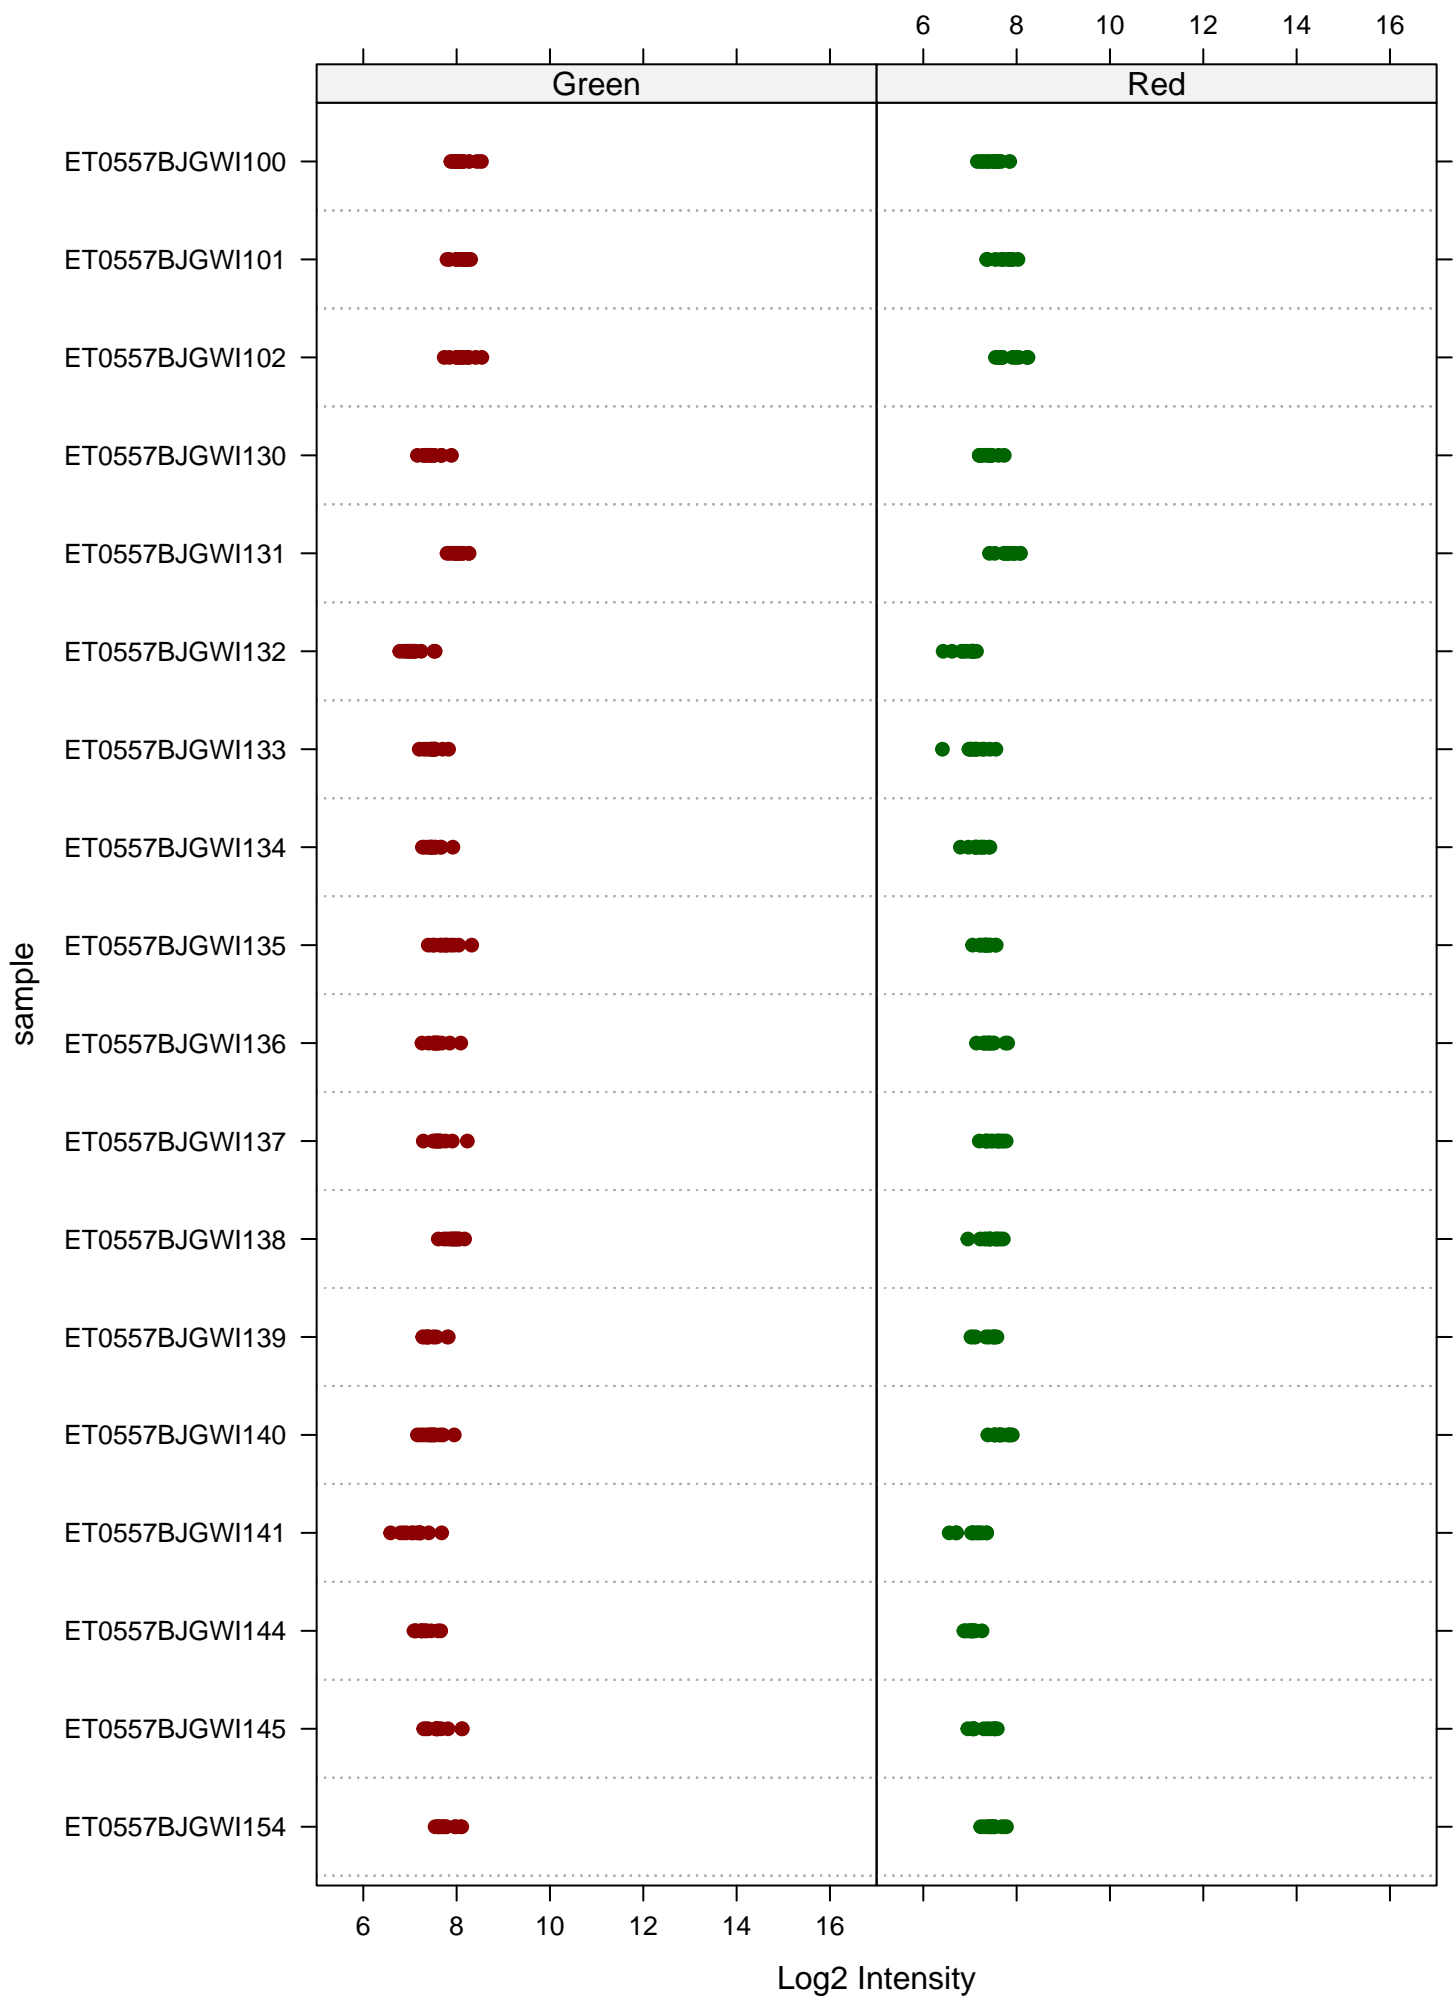 6 8 10 12 14 16
Green Red
ET0557BJGWI100
ET0557BJGWI101
ET0557BJGWI102
ET0557BJGWI130
ET0557BJGWI131
ET0557BJGWI132
ET0557BJGWI133
ET0557BJGWI134
ET0557BJGWI135
ET0557BJGWI136
ET0557BJGWI137
ET0557BJGWI138
ET0557BJGWI139
ET0557BJGWI140
ET0557BJGWI141
ET0557BJGWI144
ET0557BJGWI145
ET0557BJGWI154
sample
6 8 10 12 14 16
Log2 Intensity